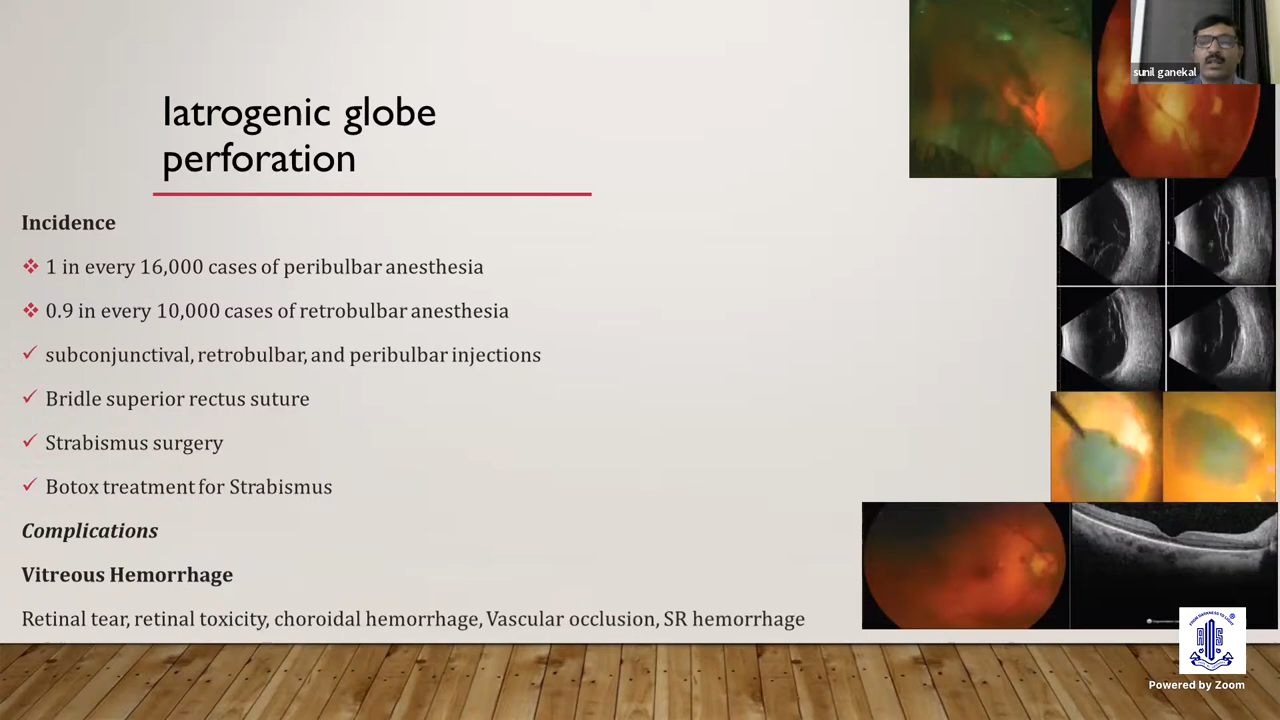 sunil ganekal
Iatrogenic globe
perforation
Incidence
❖ 1 in every 16,000 cases of peribulbar anesthesia
❖ 0.9 in every 10,000 cases of retrobulbar anesthesia
✓ subconjunctival, retrobulbar, and peribulbar injections
✓ Bridle superior rectus suture
✓ Strabismus surgery
✓ Botox treatment for Strabismus
Complications
Vitreous Hemorrhage
Retinal tear, retinal toxicity, choroidal hemorrhage, Vascular occlusion, SR hemorrhage
Powered by Zoom